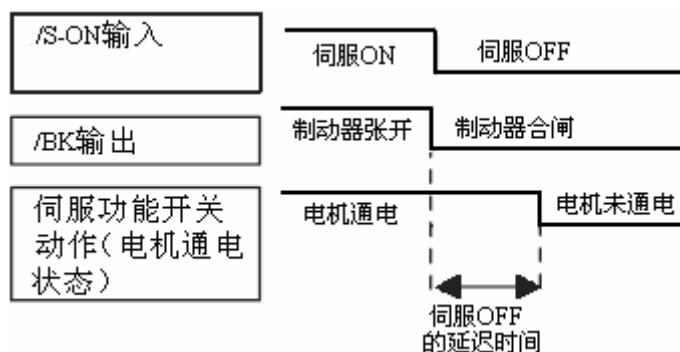 /S-ON输入
伺服ON
伺服OFF
/BK输出
制动器张开
制动器合闸
伺服功能开关
动作(电机通电
状态)
电机通电
电机未通电
伺服OFF
的延迟时间